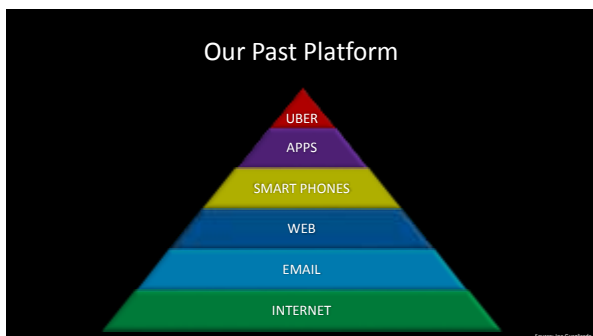 Our Past Platform
UBER
APPS
SMART PHONES
WEB
EMAIL
INTERNET